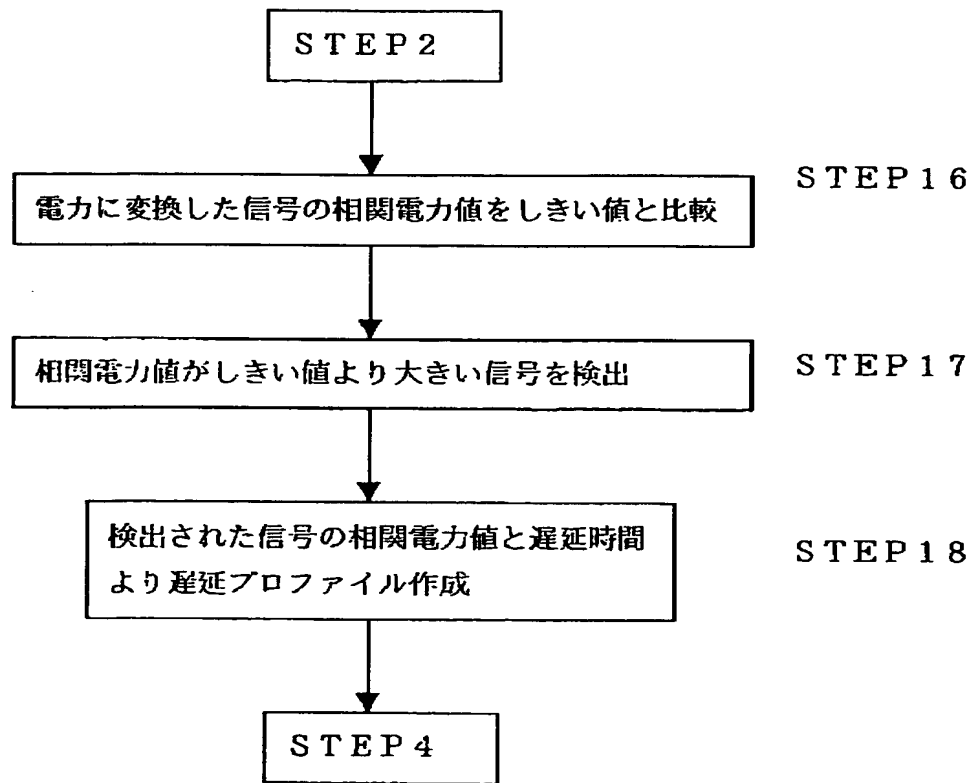 STEP2
STEP16
電力に変換した信号の相関電力値をしきい値と比較
相関電力値がしきい値より大きい信号を検出
STEP17
検出された信号の相関電力値と遅延時間
より遅延プロファイル作成
STEP18
STEP4